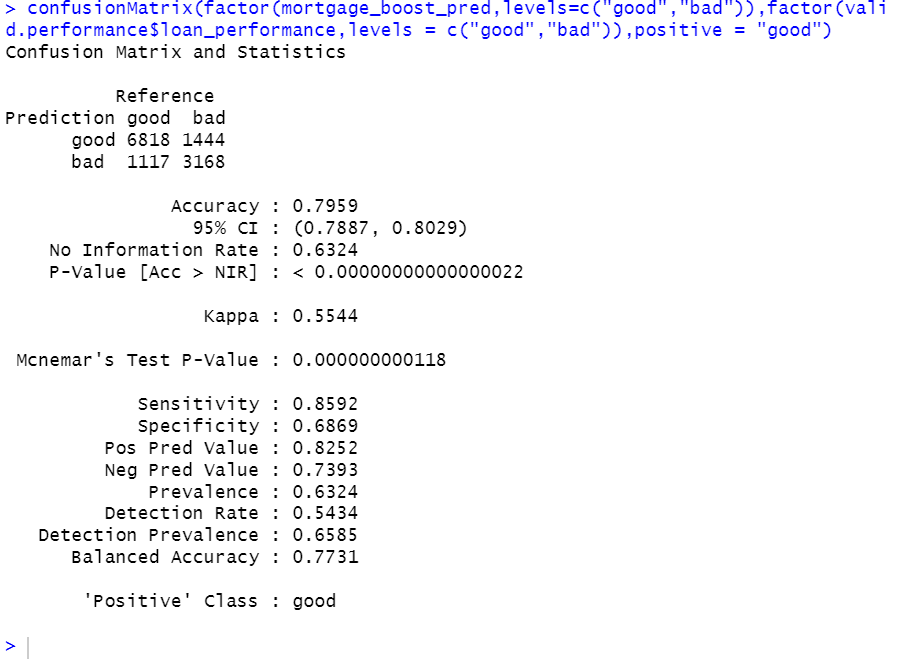 > confusionMatrix(factor(mortgage_boost_pred,levels=c("good","bad")),factor(vali
d.performance$loan_performance,levels = c("good","bad")),positive = "good")
Confusion Matrix and Statistics
Reference
Prediction good bad
good 6818 1444
bad 1117 3168
Accuracy : 0.7959
95% CI : (0.7887, 0.8029)
No Information Rate : 0.6324
P-Value [Acc > NIR] : < 0.00000000000000022
Kappa : 0.5544
Mcnemar's Test P-Value : 0.000000000118
Sensitivity : 0.8592
Specificity : 0.6869
Pos Pred Value : 0.8252
Neg Pred Value : 0.7393
Prevalence : 0.6324
Detection Rate : 0.5434
Detection Prevalence : 0.6585
Balanced Accuracy : 0.7731
'Positive' Class : good
>